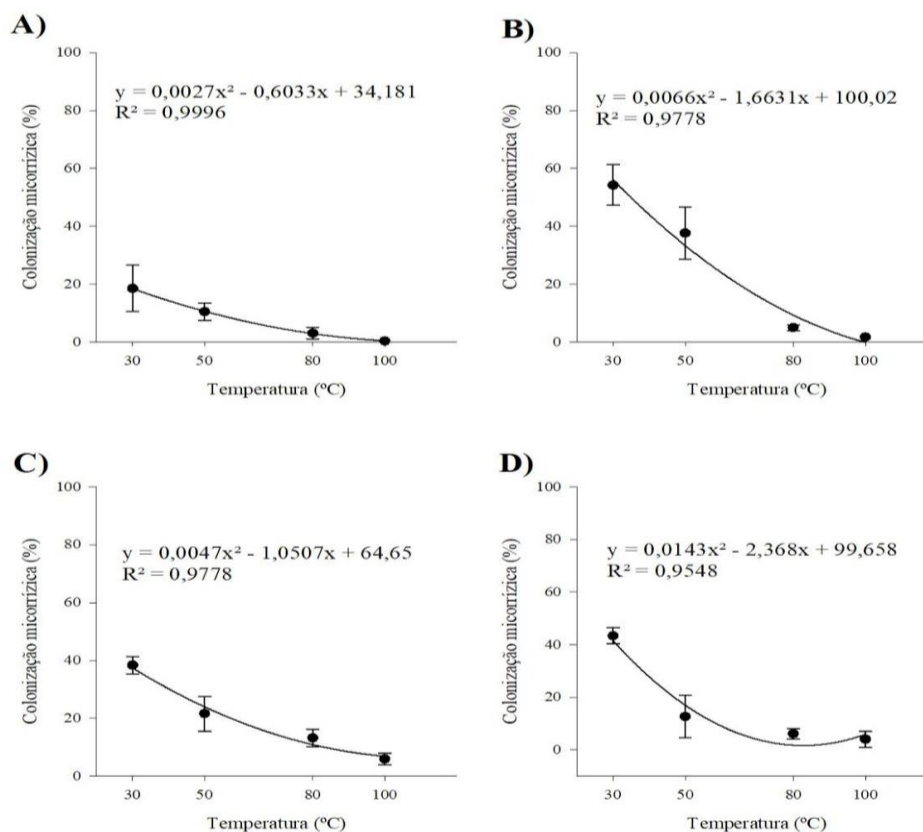 A)
100
80
60
40
20
0
Colonização micorrízica (%)
y = 0,0027x² - 0,6033x + 34,181
R² = 0,9996
30 50 80 100
Temperatura (ºC)
B)
100
80
60
40
20
0
Colonização micorrízica (%)
y = 0,0066x² - 1,6631x + 100,02
R² = 0,9778
30 50 80 100
Temperatura (ºC)
C)
100
80
60
40
20
0
Colonização micorrízica (%)
y = 0,0047x² - 1,0507x + 64,65
R² = 0,9778
30 50 80 100
Temperatura (ºC)
D)
100
80
60
40
20
0
Colonização micorrízica (%)
y = 0,0143x² - 2,368x + 99,658
R² = 0,9548
30 50 80 100
Temperatura (ºC)